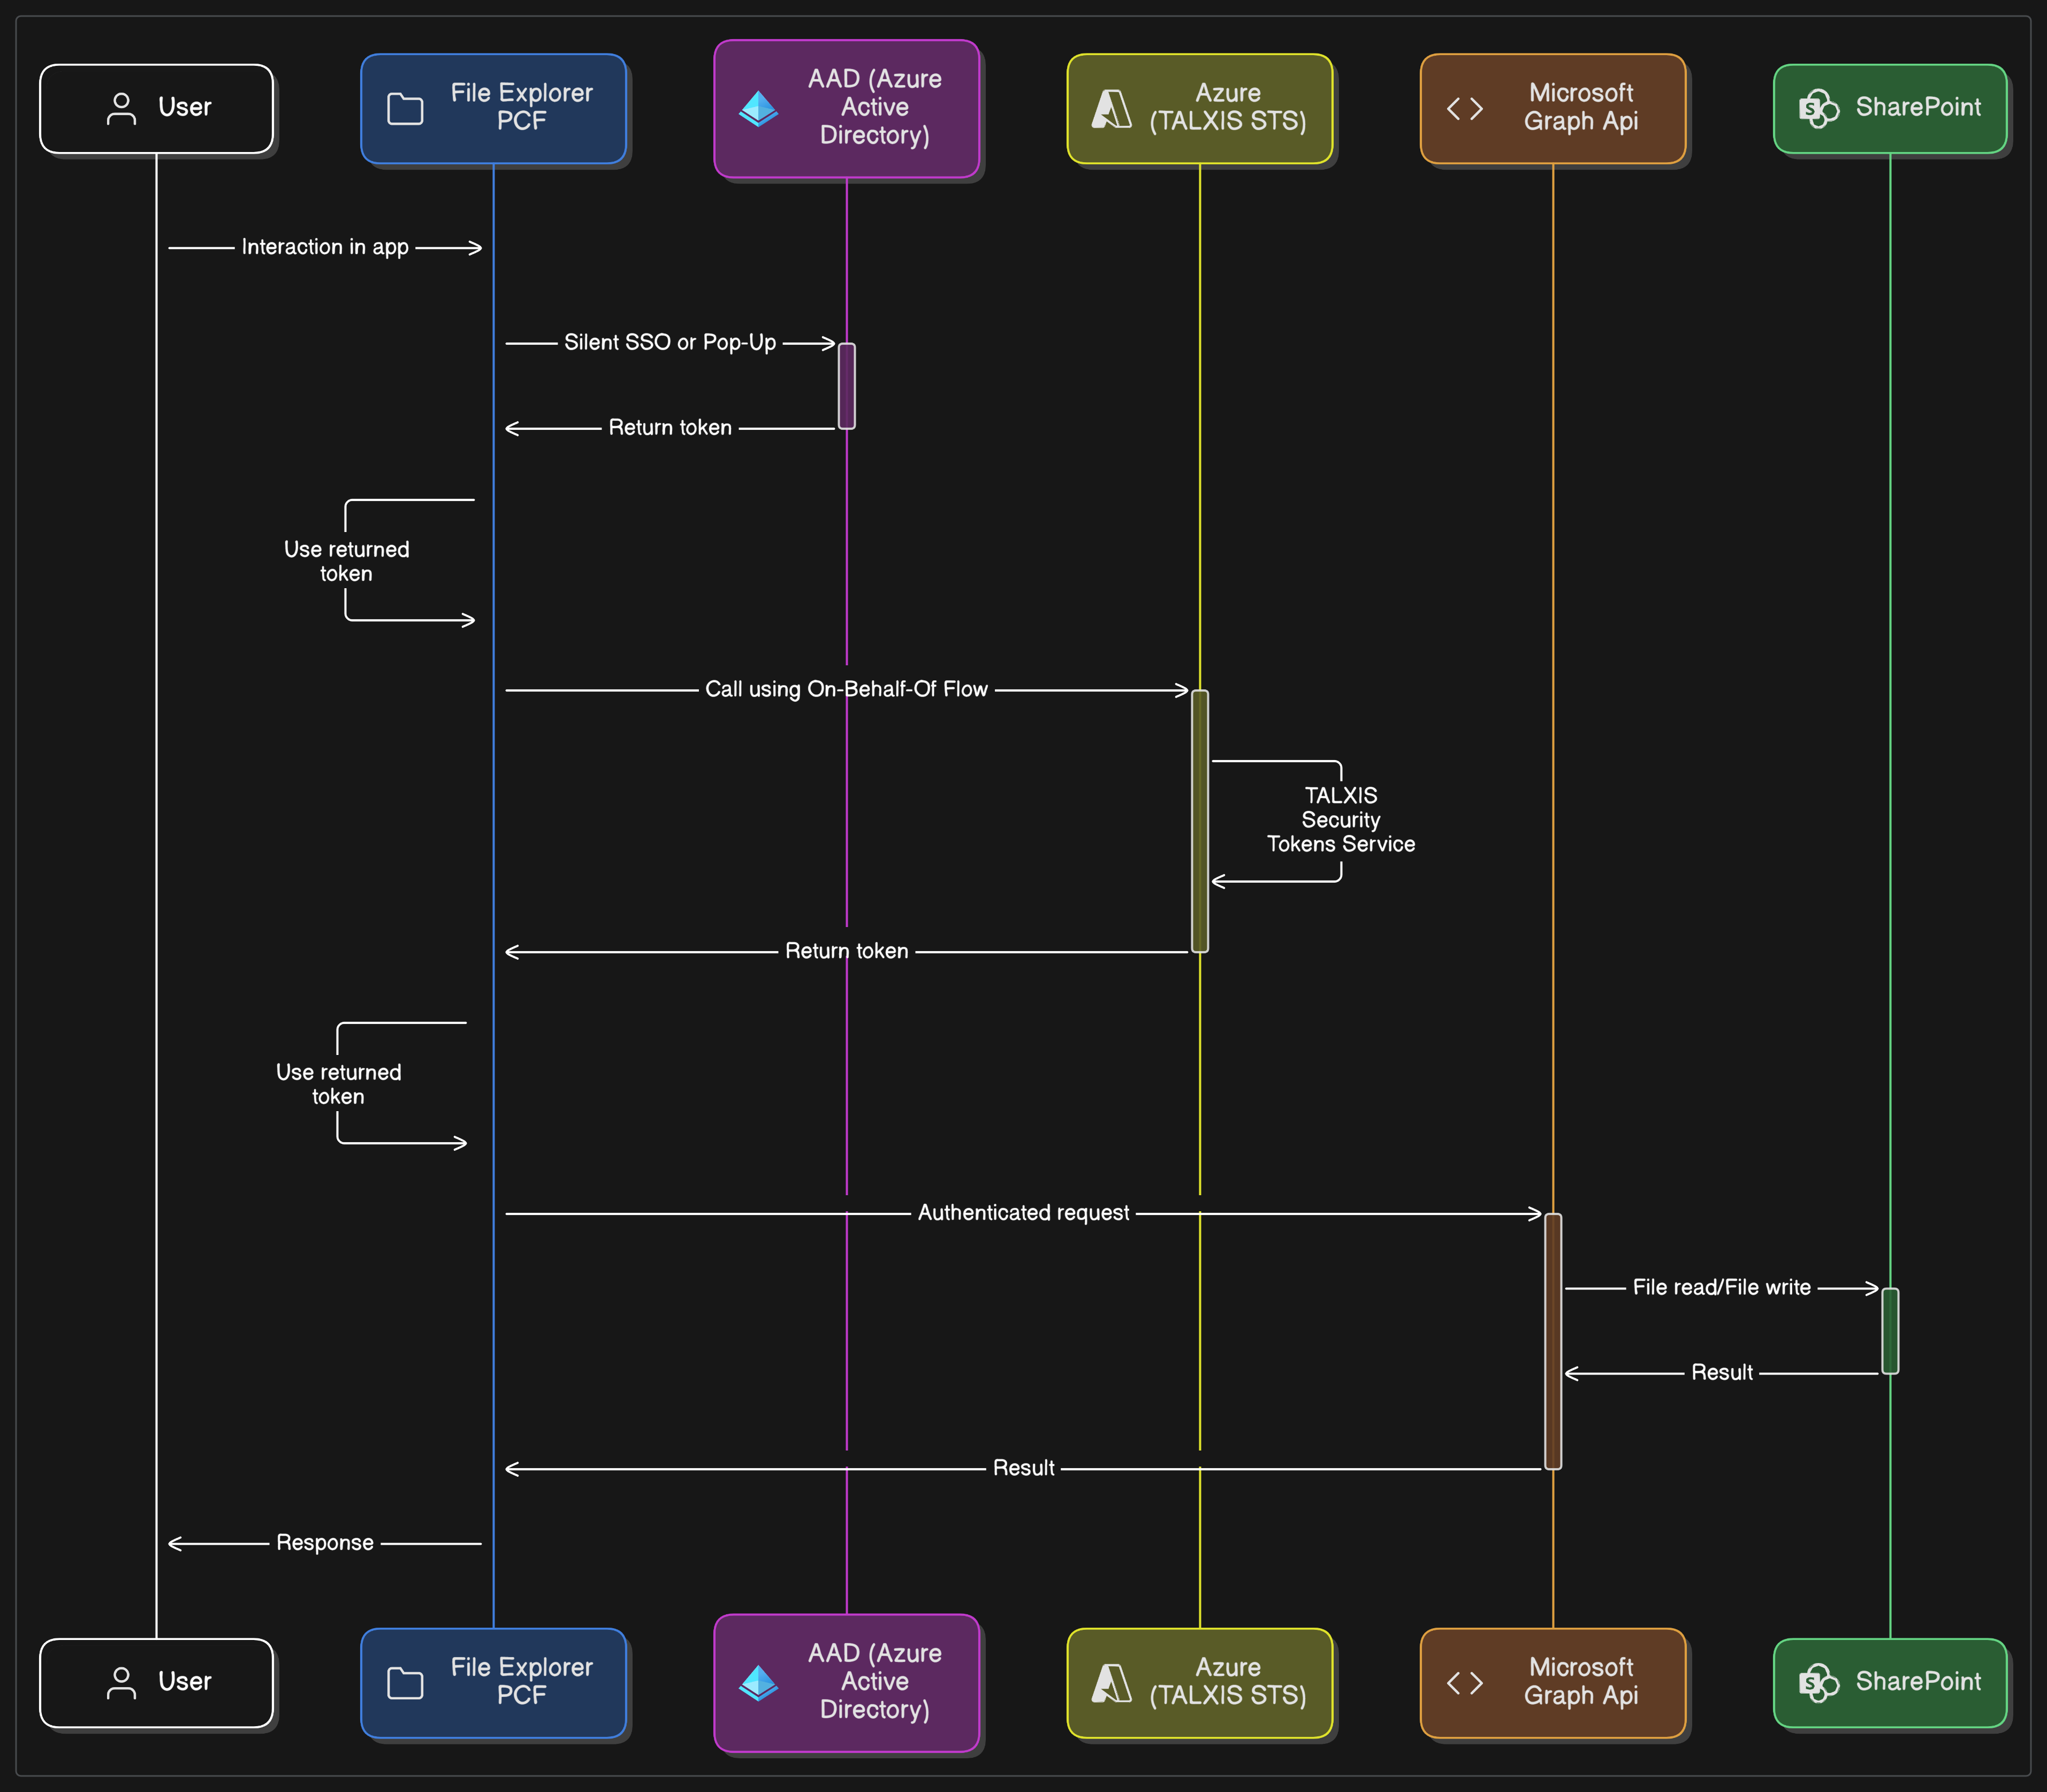 User
File Explorer
PCF
AAD (Azure
Active
Directory)
Azure
(TALXIS STS)
Microsoft
Graph Api
S
SharePoint
Interaction in app
Silent SSO or Pop-Up
Return token
Use returned
token
Call using On-Behalf-Of Flow
TALXIS
Security
Tokens Service
Return token
Use returned
token
Authenticated request
File read/File write
Result
Result
Response
User
File Explorer
PCF
AAD (Azure
Active
Directory)
Azure
(TALXIS STS)
Microsoft
Graph Api
S
SharePoint